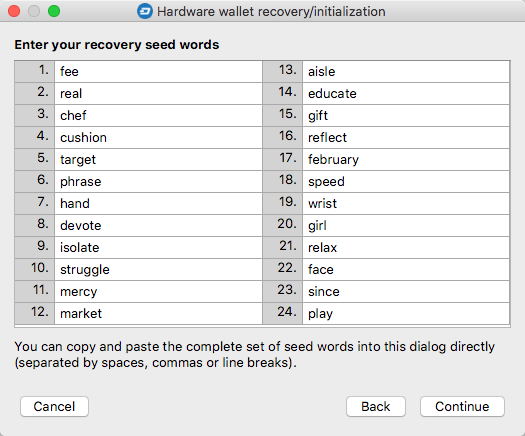 Hardware wallet recovery/initialization
Enter your recovery seed words
1. fee
2. real
3. chef
4. cushion
5. target
6. phrase
7. hand
8. devote
9. isolate
10. struggle
11. mercy
12. market
13. aisle
14. educate
15. gift
16. reflect
17. february
18. speed
19. wrist
20. girl
21. relax
22. face
23. since
24. play
You can copy and paste the complete set of seed words into this dialog directly
(separated by spaces, commas or line breaks).
Cancel
Back
Continue